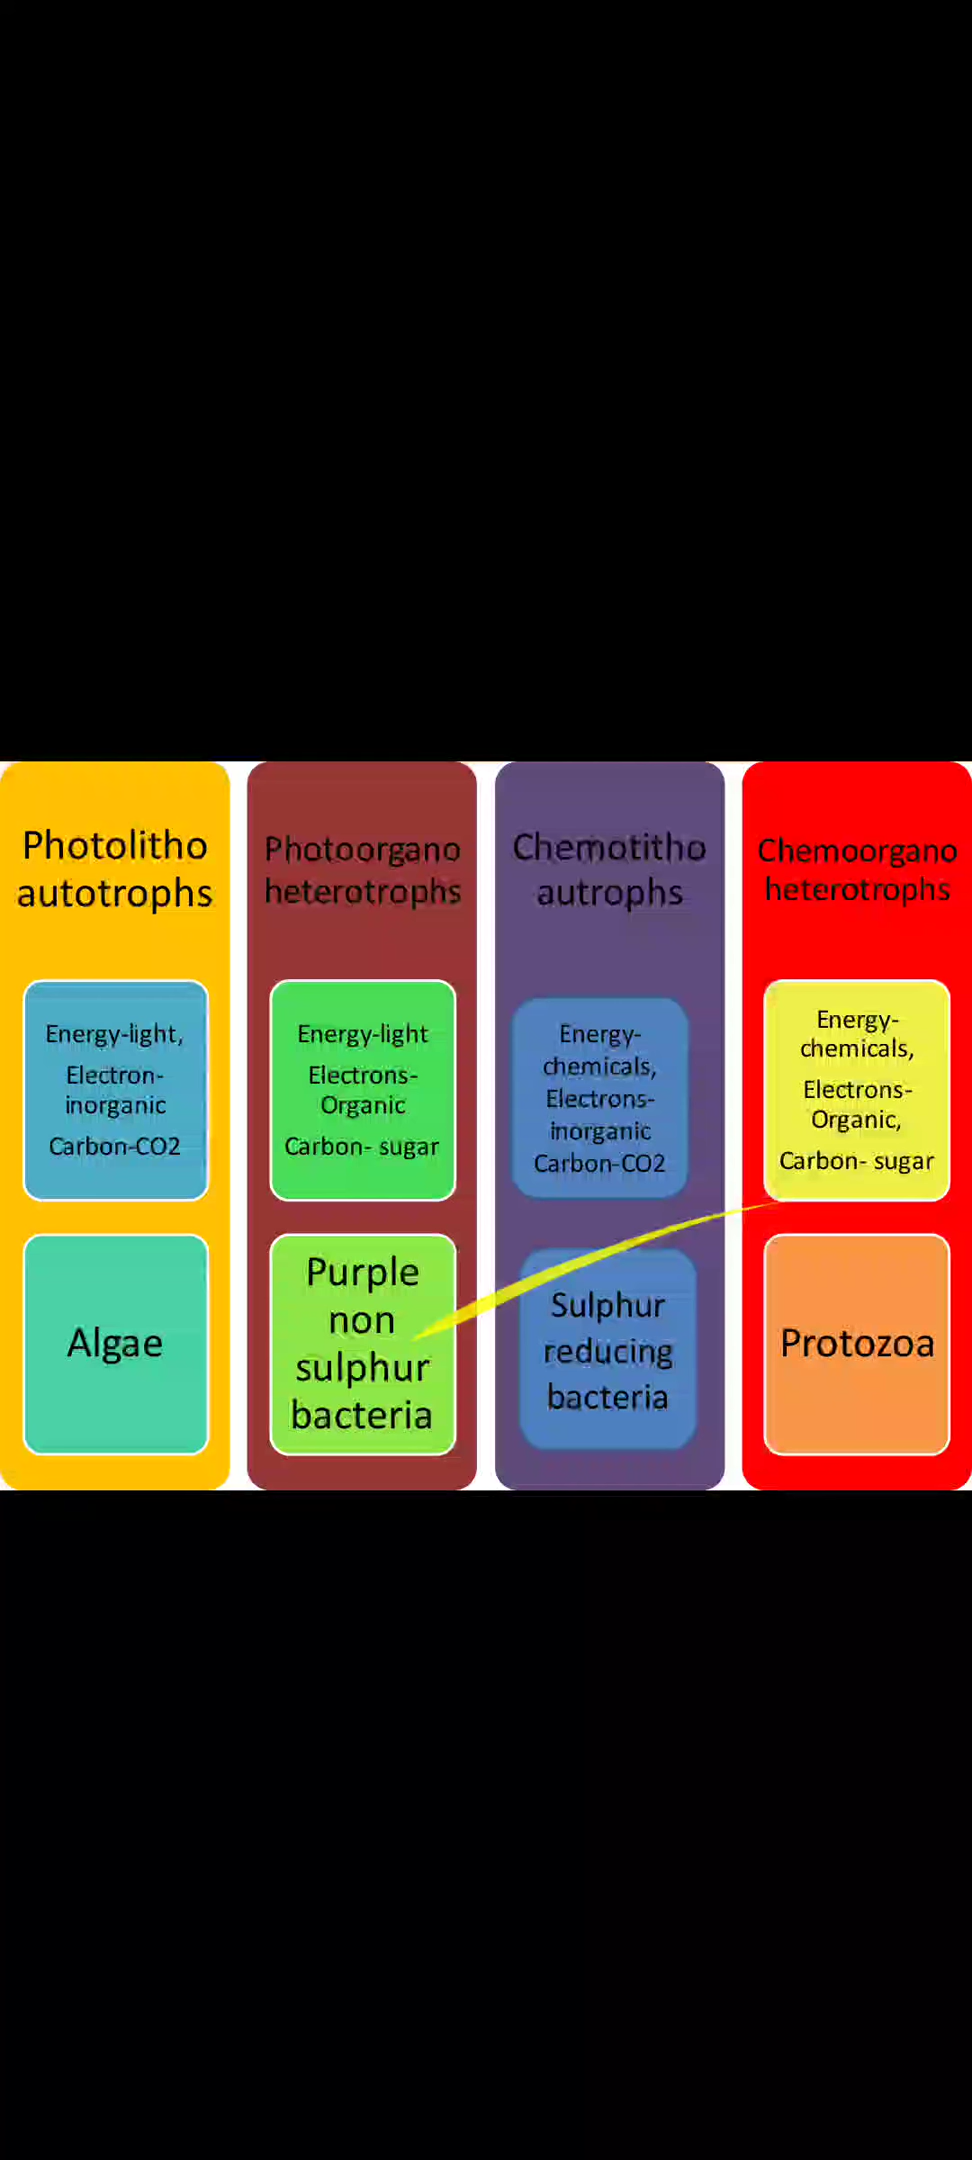 Photolitho
autotrophs
Energy-light,
Electron-
inorganic
Carbon-CO2
Algae
Photoorgano
heterotrophs
Energy-light
Electrons-
Organic
Carbon- sugar
Purple
non
sulphur
bacteria
Chemotitho
autrophs
Energy-
chemicals,
Electrons-
inorganic
Carbon-CO2
Sulphur
reducing
bacteria
Chemoorgano
heterotrophs
Energy-
chemicals,
Electrons-
Organic,
Carbon- sugar
Protozoa